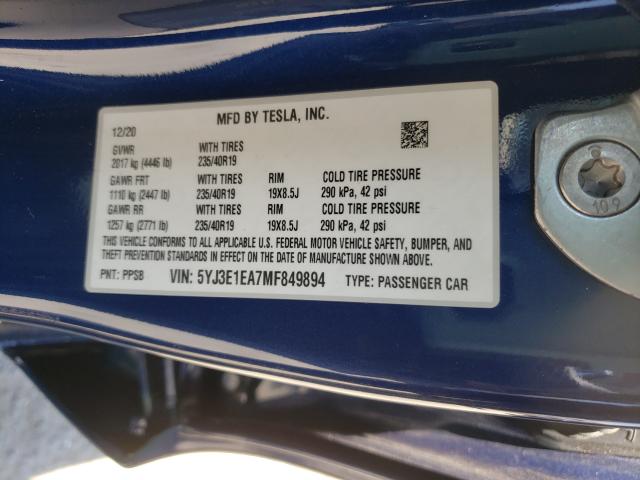 MFD BY TESLA, INC.
12/20
GVWR WITH TIRES
2017 kg (4446 lb) 235/40R19
GAWR FRT WITH TIRES RIM COLD TIRE PRESSURE
1110 kg (2447 lb) 235/40R19 19X8.5J 290 kPa, 42 psi
GAWR RR WITH TIRES RIM COLD TIRE PRESSURE
1257 kg (2771 lb) 235/40R19 19X8.5J 290 kPa, 42 psi
THIS VEHICLE CONFORMS TO ALL APPLICABLE U.S. FEDERAL MOTOR VEHICLE SAFETY, BUMPER, AND
THEFT PREVENTION STANDARDS IN EFFECT ON THE DATE OF MANUFACTURE SHOWN ABOVE.
PNT: PPSB VIN: 5YJ3E1EA7MF849894 TYPE: PASSENGER CAR
10.9